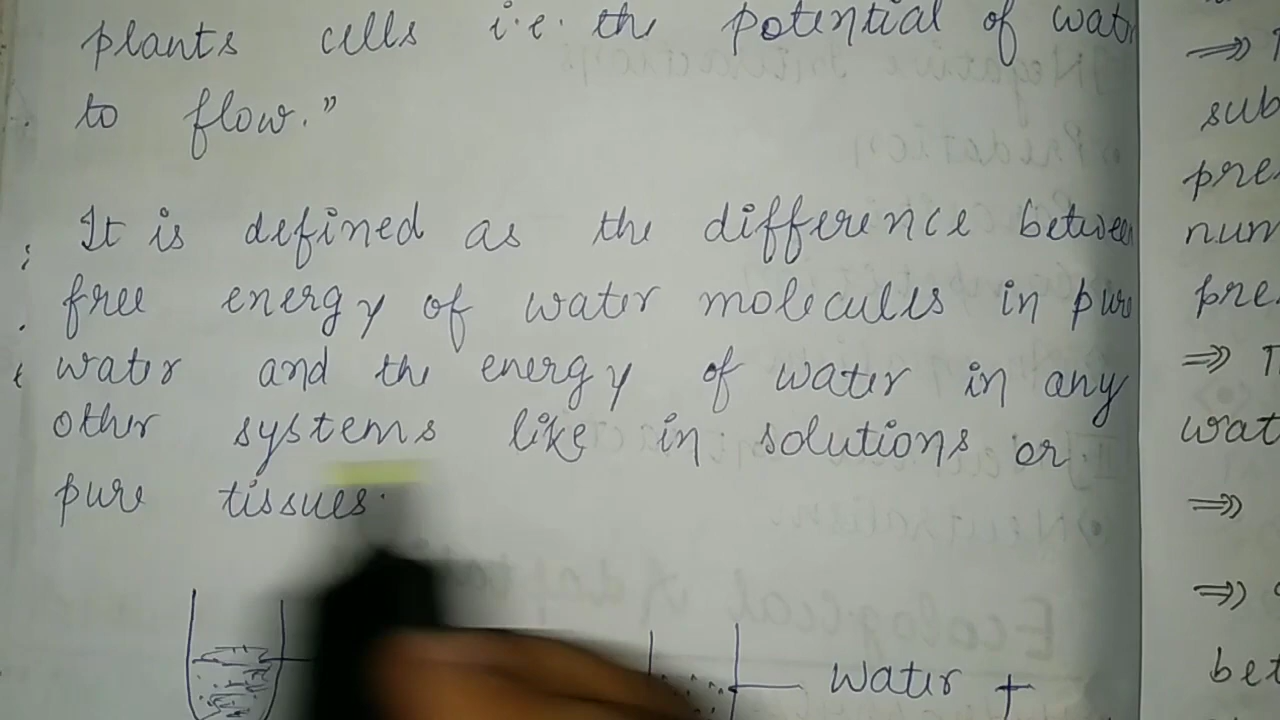 plants cells i.e. the potential of wat
to flow."
It is defined as the difference between
free energy of water molecules in pure
water and the energy of water in any
other systems like in solutions or
pure tissues.
water +
⇒
sub
pre
num
pre
⇒
wat
⇒
⇒
bet